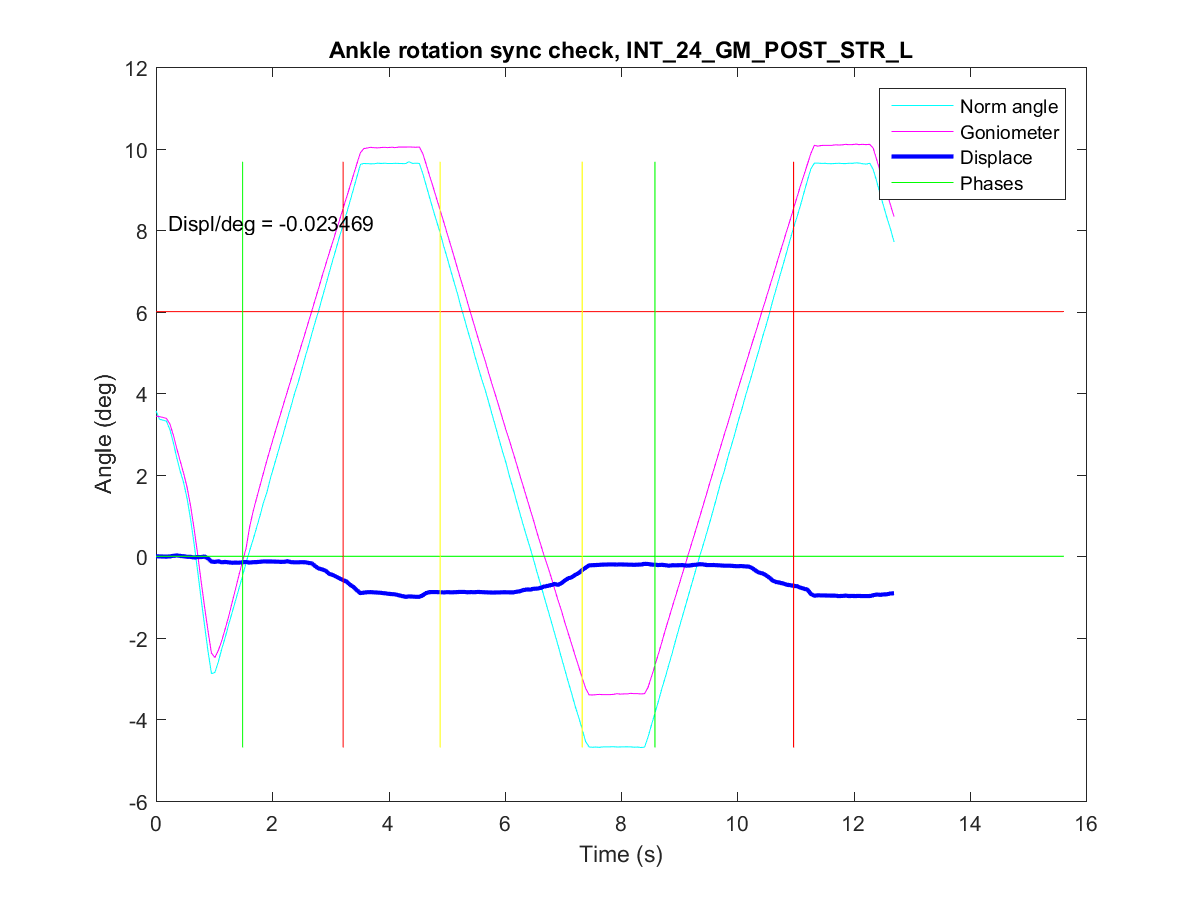 Ankle rotation sync check, INT_24_GM_POST_STR_L
12
10
8
6
4
2
0
-2
-4
-6
Angle (deg)
Displ/deg = -0.023469
Norm angle
Goniometer
Displace
Phases
0 2 4 6 8 10 12 14 16
Time (s)